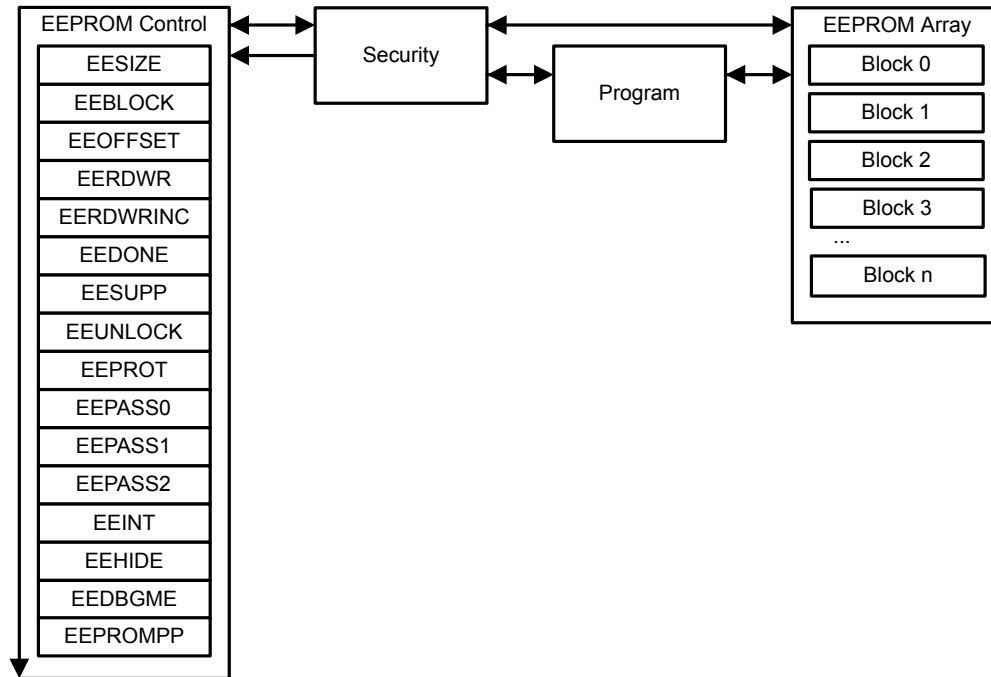 EEPROM Control
EESIZE
EEBLOCK
EEOFFSET
EERDWR
EERDWRINC
EEDONE
EESUPP
EEUNLOCK
EEPROT
EEPASS0
EEPASS1
EEPASS2
EEINT
EEHIDE
EEDBGME
EEPROMPP
Security
Program
EEPROM Array
Block 0
Block 1
Block 2
Block 3
...
Block n